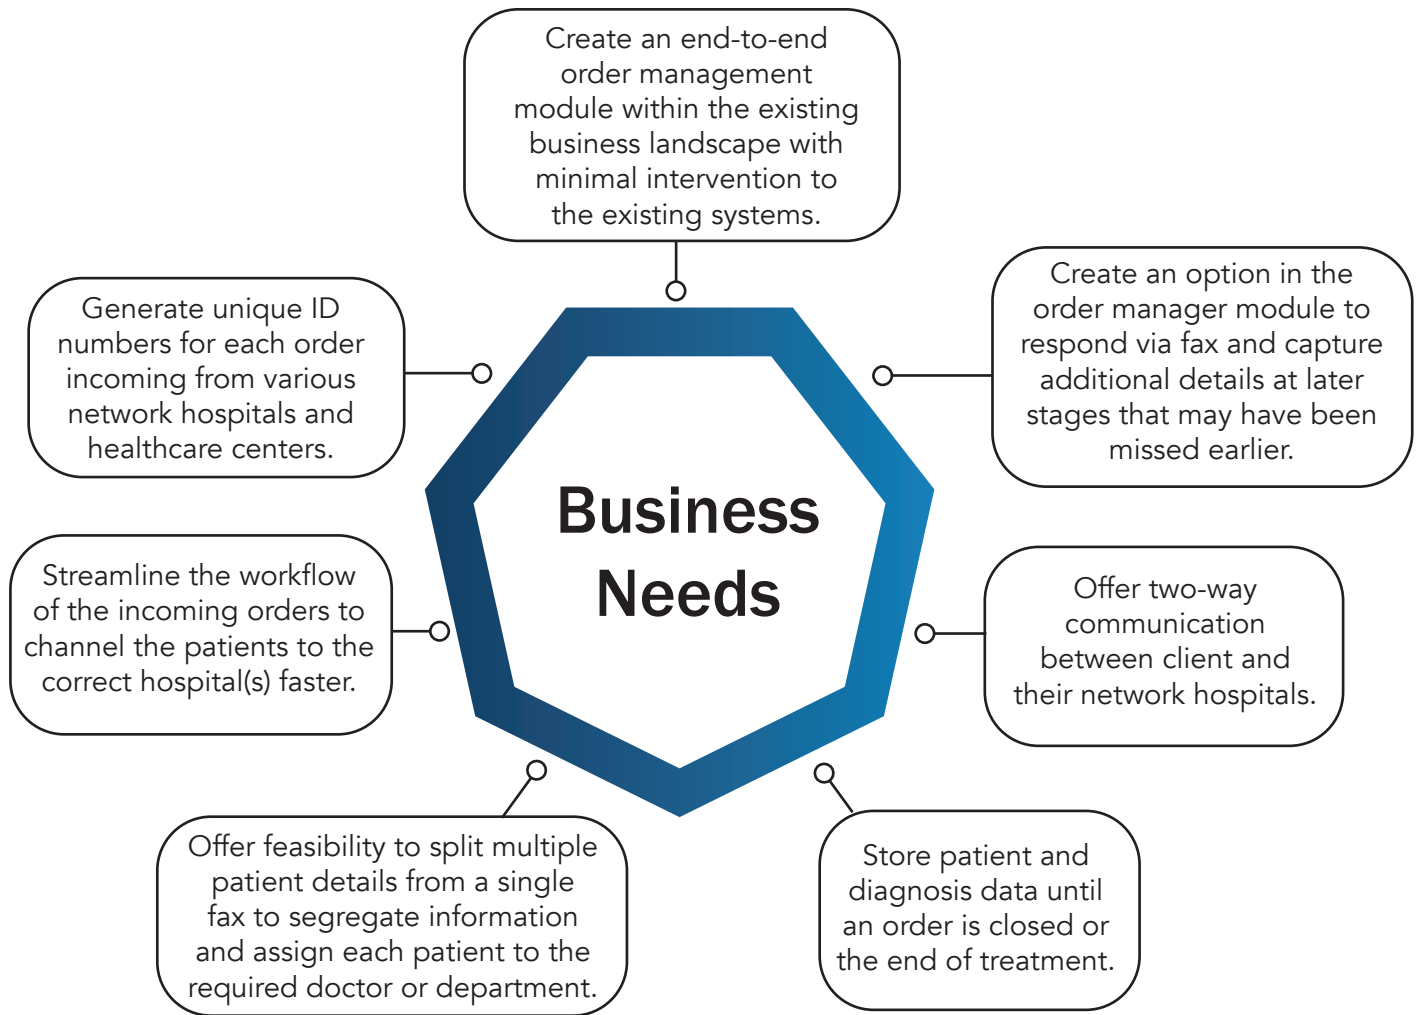 Create an end-to-end
order management
module within the existing
business landscape with
minimal intervention to
the existing systems.
Generate unique ID
numbers for each order
incoming from various
network hospitals and
healthcare centers.
Create an option in the
order manager module to
respond via fax and capture
additional details at later
stages that may have been
missed earlier.
Business
Needs
Streamline the workflow
of the incoming orders to
channel the patients to the
correct hospital(s) faster.
Offer two-way
communication
between client and
their network hospitals.
Offer feasibility to split multiple
patient details from a single
fax to segregate information
and assign each patient to the
required doctor or department.
Store patient and
diagnosis data until
an order is closed or
the end of treatment.